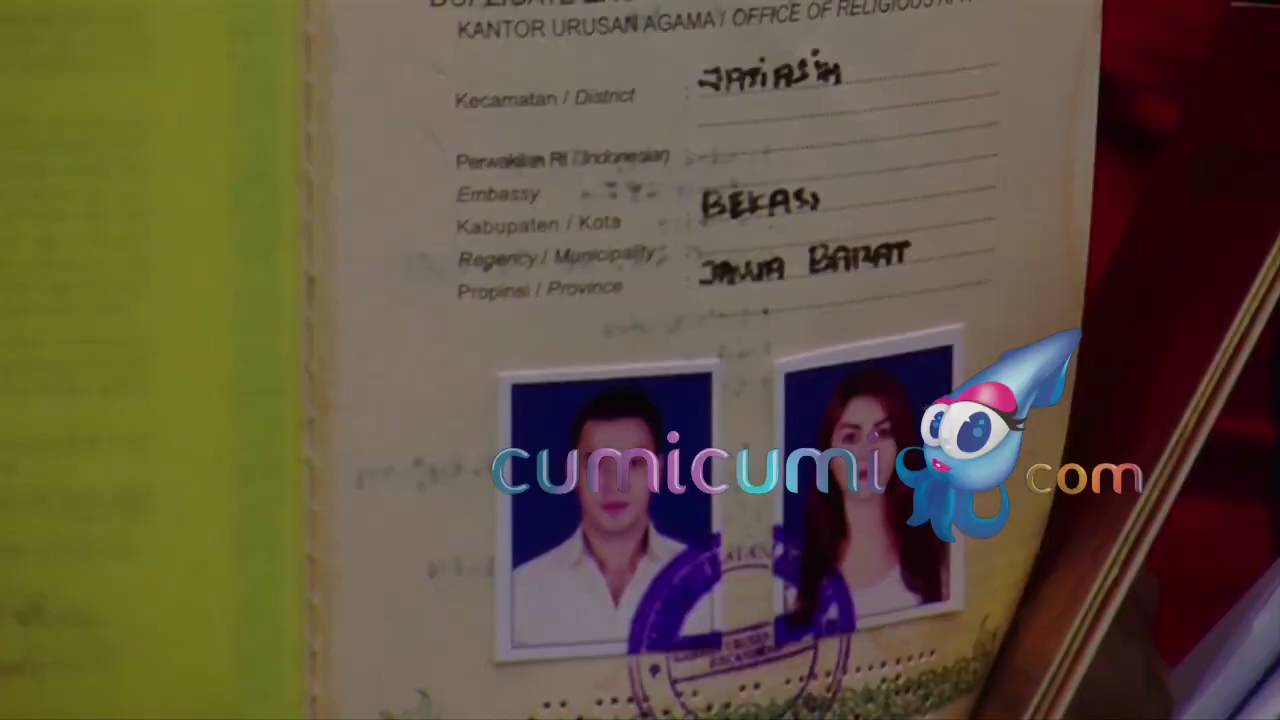 KANTOR URUSAN AGAMA / OFFICE OF RELIGIOUS
Kecamatan / District : JATIASIH
Perwakilan RI (Indonesian
Embassy
Kabupaten / Kota BEKASI
Regency / Municipality
Propinsi / Province JAWA BARAT
cumicumi.com